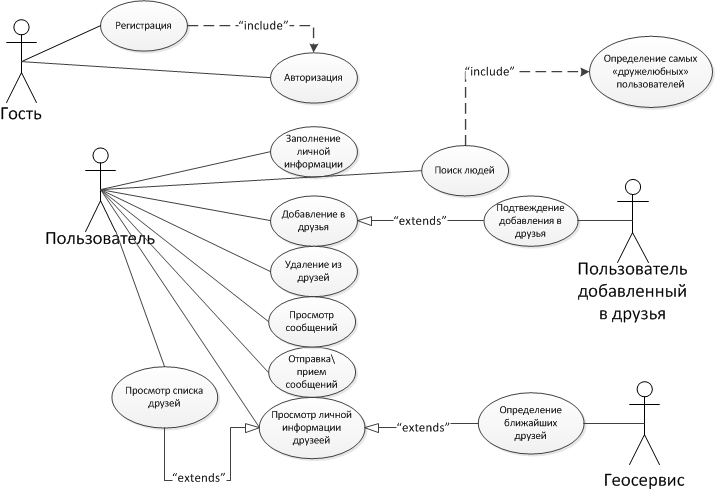 Регистрация
“include”
Авторизация
Гость
“include”
Определение самых
«дружелюбных»
пользователей
Заполнение
личной
информации
Поиск людей
Пользователь
Добавление в
друзья
“extends”
Подтвеждение
добавления в
друзья
Пользователь
добавленный
в друзья
Удаление из
друзей
Просмотр
сообщений
Отправка\
прием
сообщений
Просмотр списка
друзей
Просмотр личной
информации
друзеей
“extends”
Определение
ближайших
друзей
Геосервис
“extends”